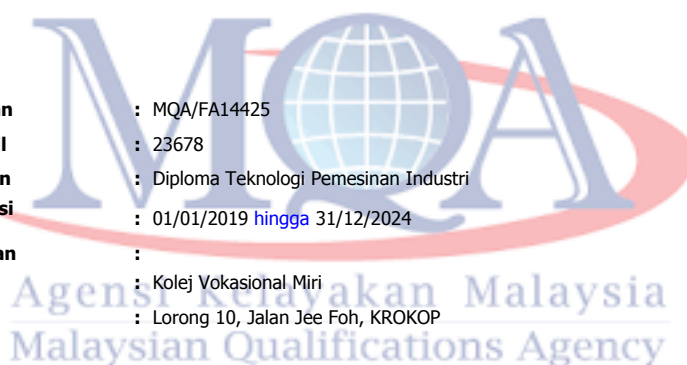 MQA
an : MQA/FA14425
l : 23678
n : Diploma Teknologi Pemesinan Industri
si : 01/01/2019 hingga 31/12/2024
an :
: Kolej Vokasional Miri
: Lorong 10, Jalan Jee Foh, KROKOP
Agensi Kelayakan Malaysia
Malaysian Qualifications Agency